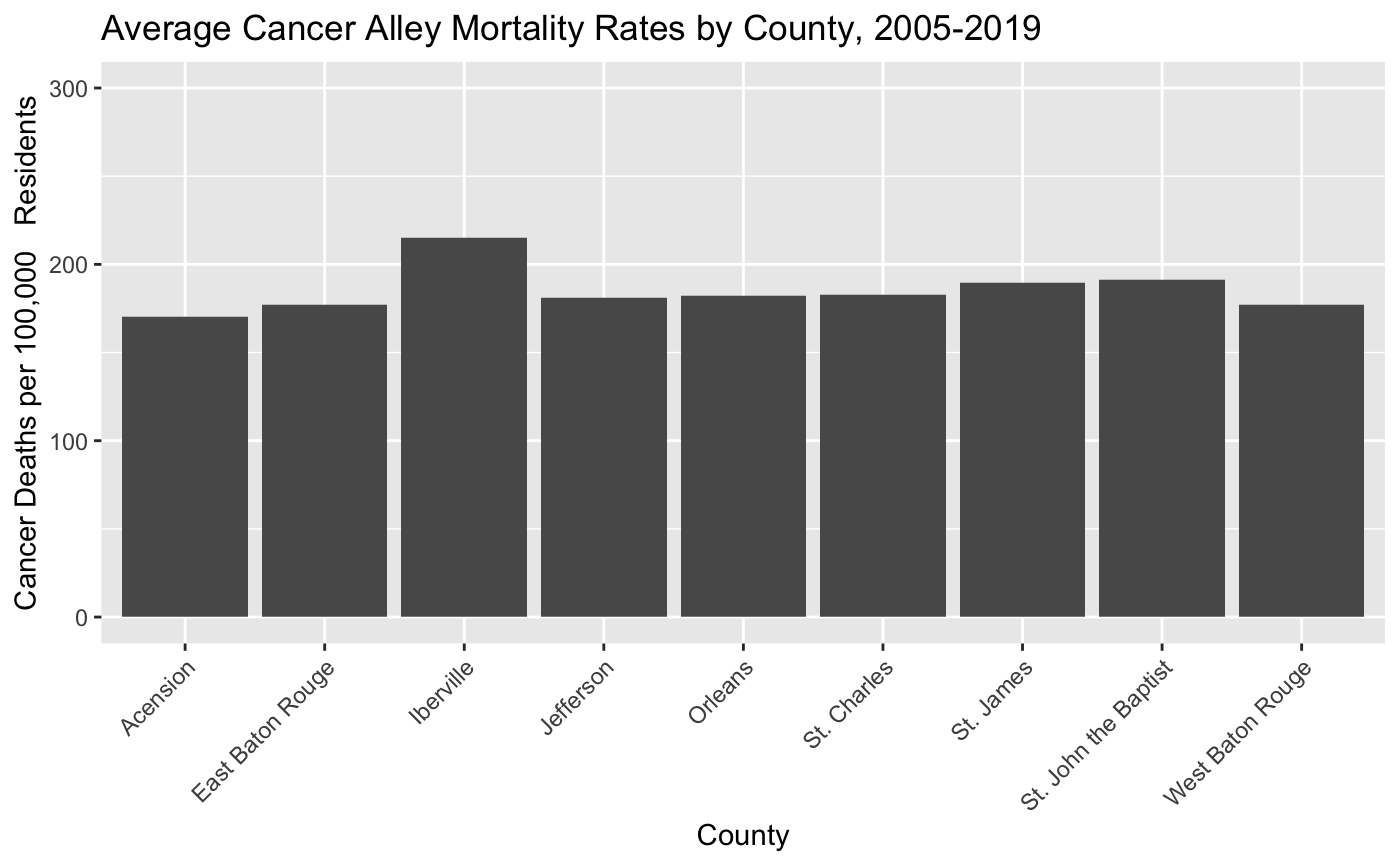 Average Cancer Alley Mortality Rates by County, 2005-2019
Cancer Deaths per 100,000   Residents
300
200
100
0
Acension
East Baton Rouge
Iberville
Jefferson
Orleans
St. Charles
St. James
St. John the Baptist
West Baton Rouge
County